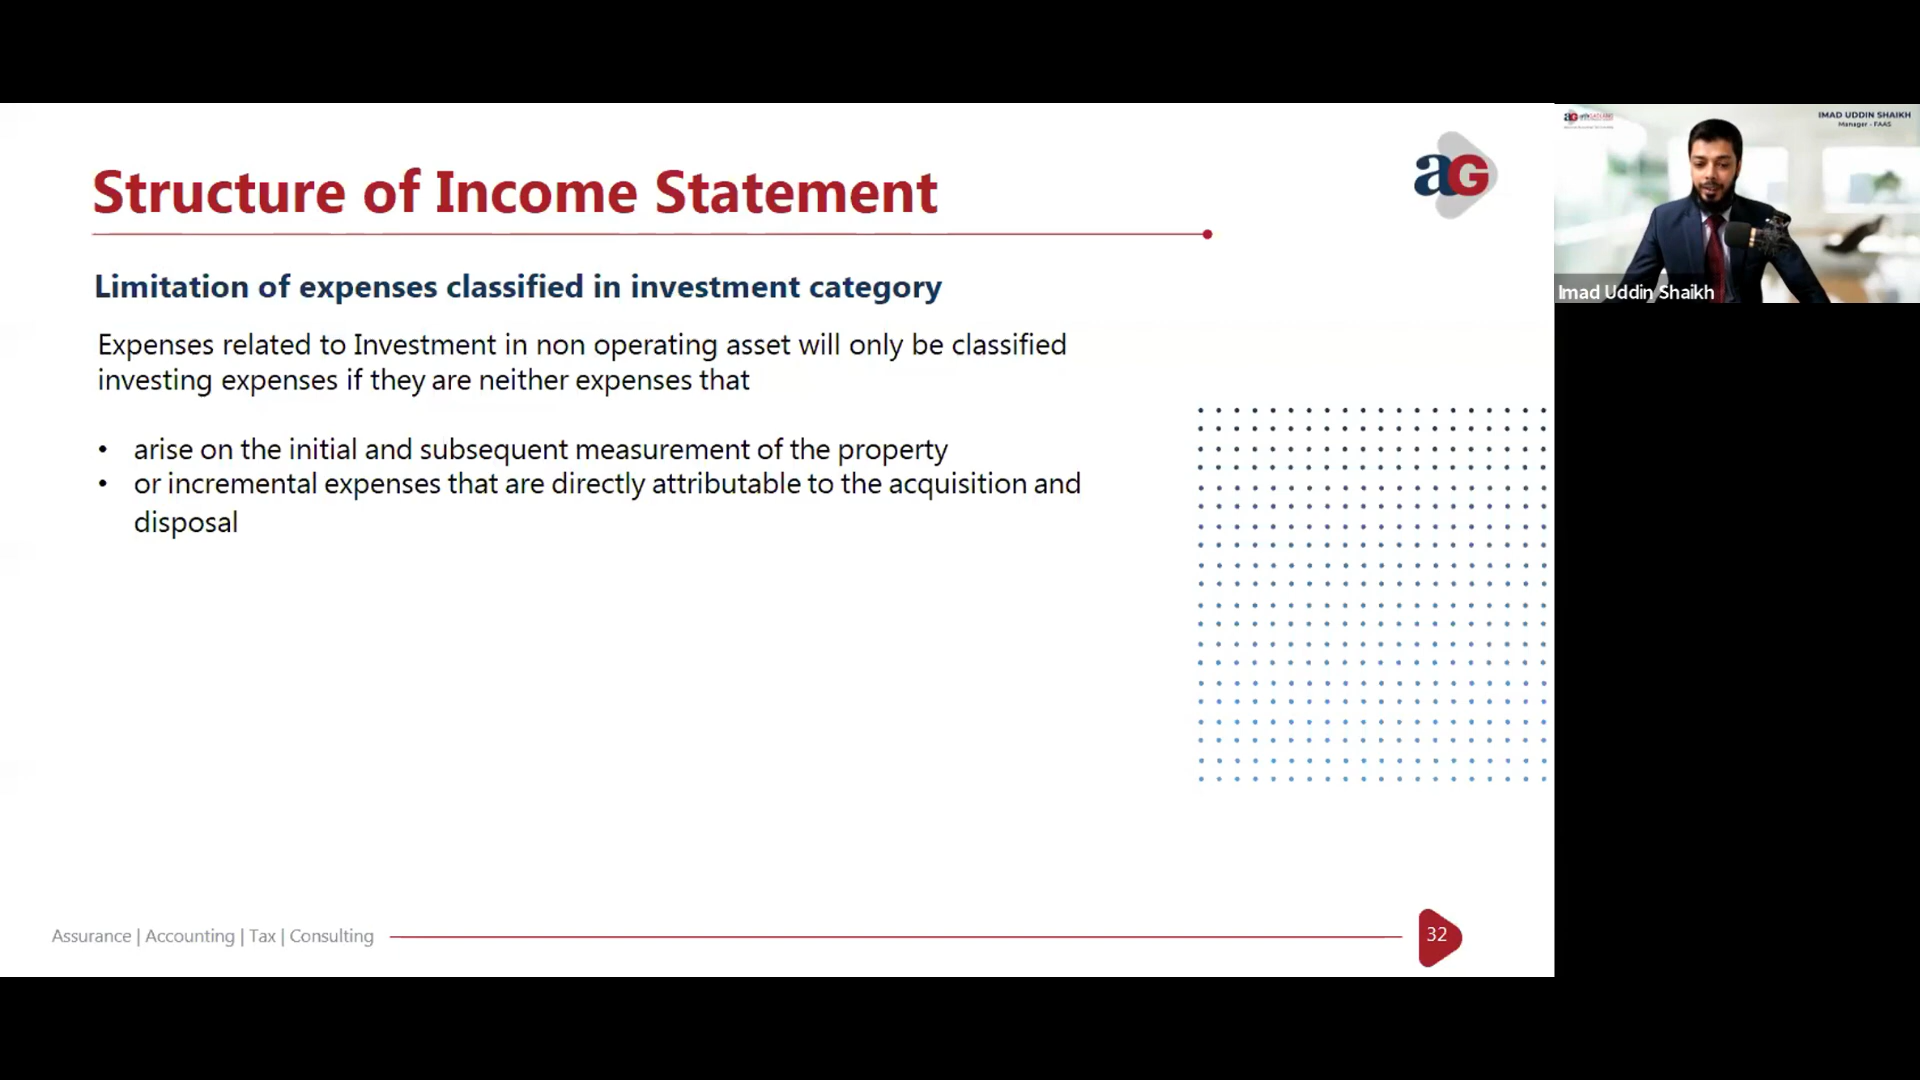 Structure of Income Statement
aG
Limitation of expenses classified in investment category
Expenses related to Investment in non operating asset will only be classified
investing expenses if they are neither expenses that
• arise on the initial and subsequent measurement of the property
• or incremental expenses that are directly attributable to the acquisition and
disposal
Assurance | Accounting | Tax | Consulting
32
aG
IMAD UDDIN SHAIKH
Manager - FAAS
Imad Uddin Shaikh